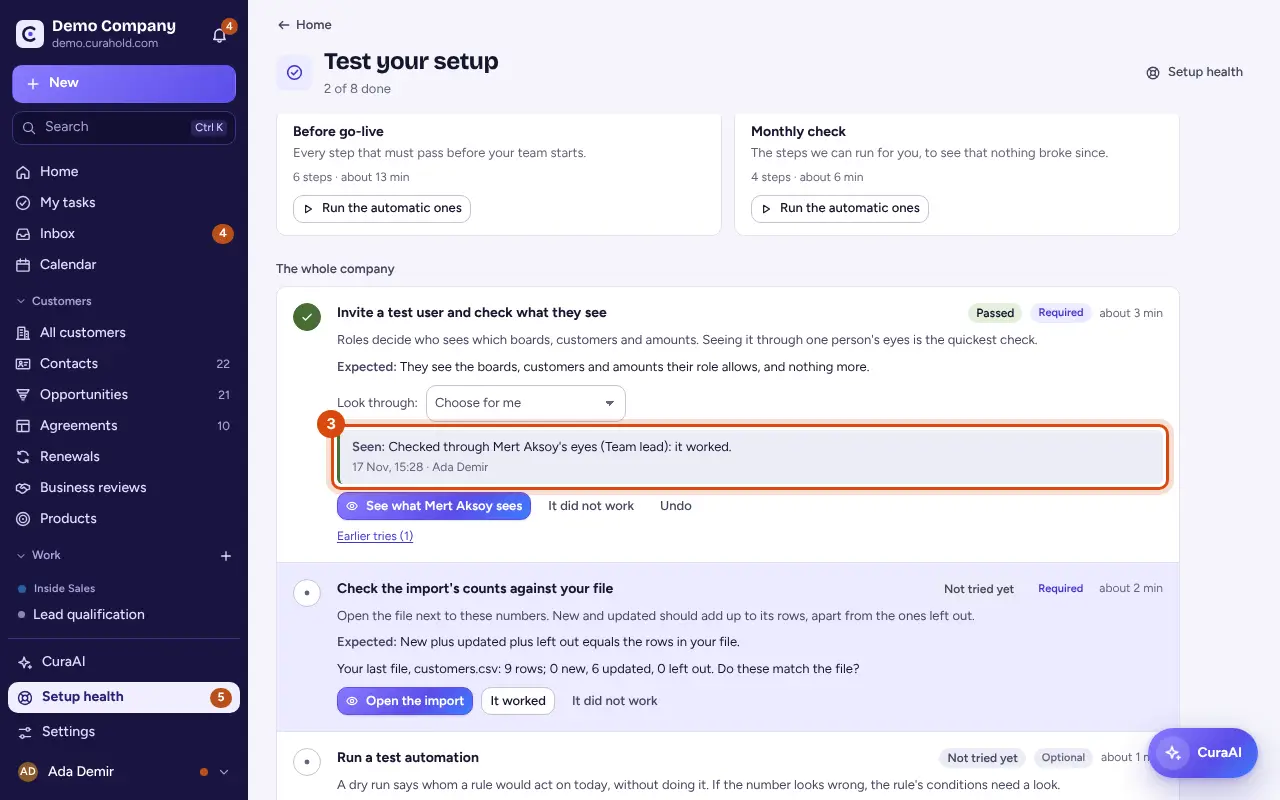 Demo Company
demo.curahold.com
4
New
Search
Ctrl K
Home
My tasks
Inbox
4
Calendar
Customers
All customers
Contacts
22
Opportunities
21
Agreements
10
Renewals
Business reviews
Products
Work
Inside Sales
Lead qualification
CuraAI
Setup health
5
Settings
AD
Ada Demir
Home
Test your setup
2 of 8 done
Setup health
Before go-live
Every step that must pass before your team starts.
6 steps · about 13 min
Run the automatic ones
Monthly check
The steps we can run for you, to see that nothing broke since.
4 steps · about 6 min
Run the automatic ones
The whole company
Invite a test user and check what they see
Passed
Required
about 3 min
Roles decide who sees which boards, customers and amounts. Seeing it through one person's eyes is the quickest check.
Expected: They see the boards, customers and amounts their role allows, and nothing more.
Look through:
Choose for me
3
Seen: Checked through Mert Aksoy's eyes (Team lead): it worked.
17 Nov, 15:28 · Ada Demir
See what Mert Aksoy sees
It did not work
Undo
Earlier tries (1)
Check the import's counts against your file
Not tried yet
Required
about 2 min
Open the file next to these numbers. New and updated should add up to its rows, apart from the ones left out.
Expected: New plus updated plus left out equals the rows in your file.
Your last file, customers.csv: 9 rows; 0 new, 6 updated, 0 left out. Do these match the file?
Open the import
It worked
It did not work
Run a test automation
Not tried yet
Optional
about 1
A dry run says whom a rule would act on today, without doing it. If the number looks wrong, the rule's conditions need a look.
CuraAI